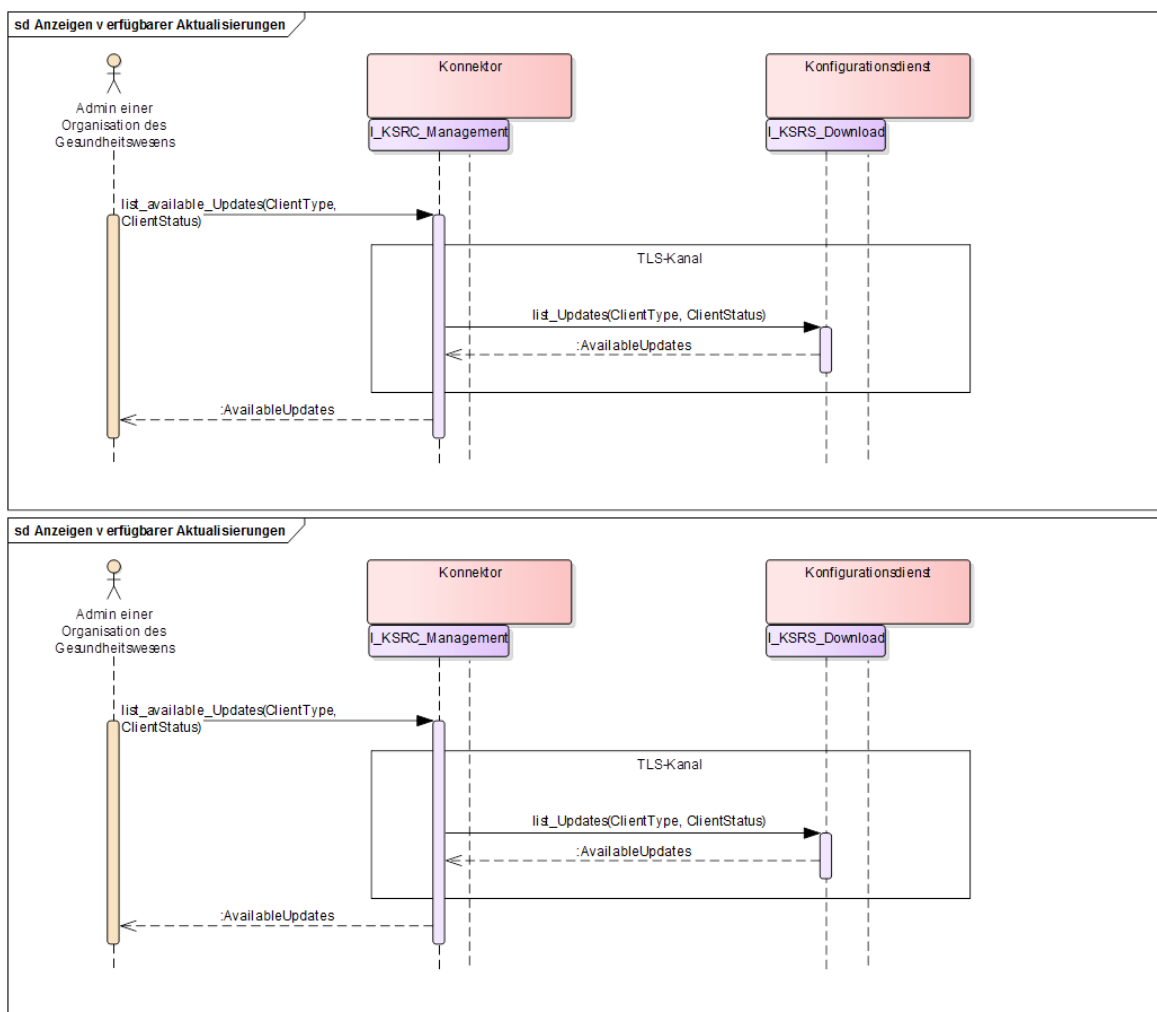 sd Anzeigen verfügbarer Aktualisierungen
Konnektor
Konfigurationsdienst
Admin einer
Organisation des
Gesundheitswesens
I_KSRC_Management
I_KSRS_Download
list_available_Updates(ClientType,
ClientStatus)
TLS-Kanal
list_Updates(ClientType, ClientStatus)
:AvailableUpdates
:AvailableUpdates
sd Anzeigen verfügbarer Aktualisierungen
Konnektor
Konfigurationsdienst
Admin einer
Organisation des
Gesundheitswesens
I_KSRC_Management
I_KSRS_Download
list_available_Updates(ClientType,
ClientStatus)
TLS-Kanal
list_Updates(ClientType, ClientStatus)
:AvailableUpdates
:AvailableUpdates